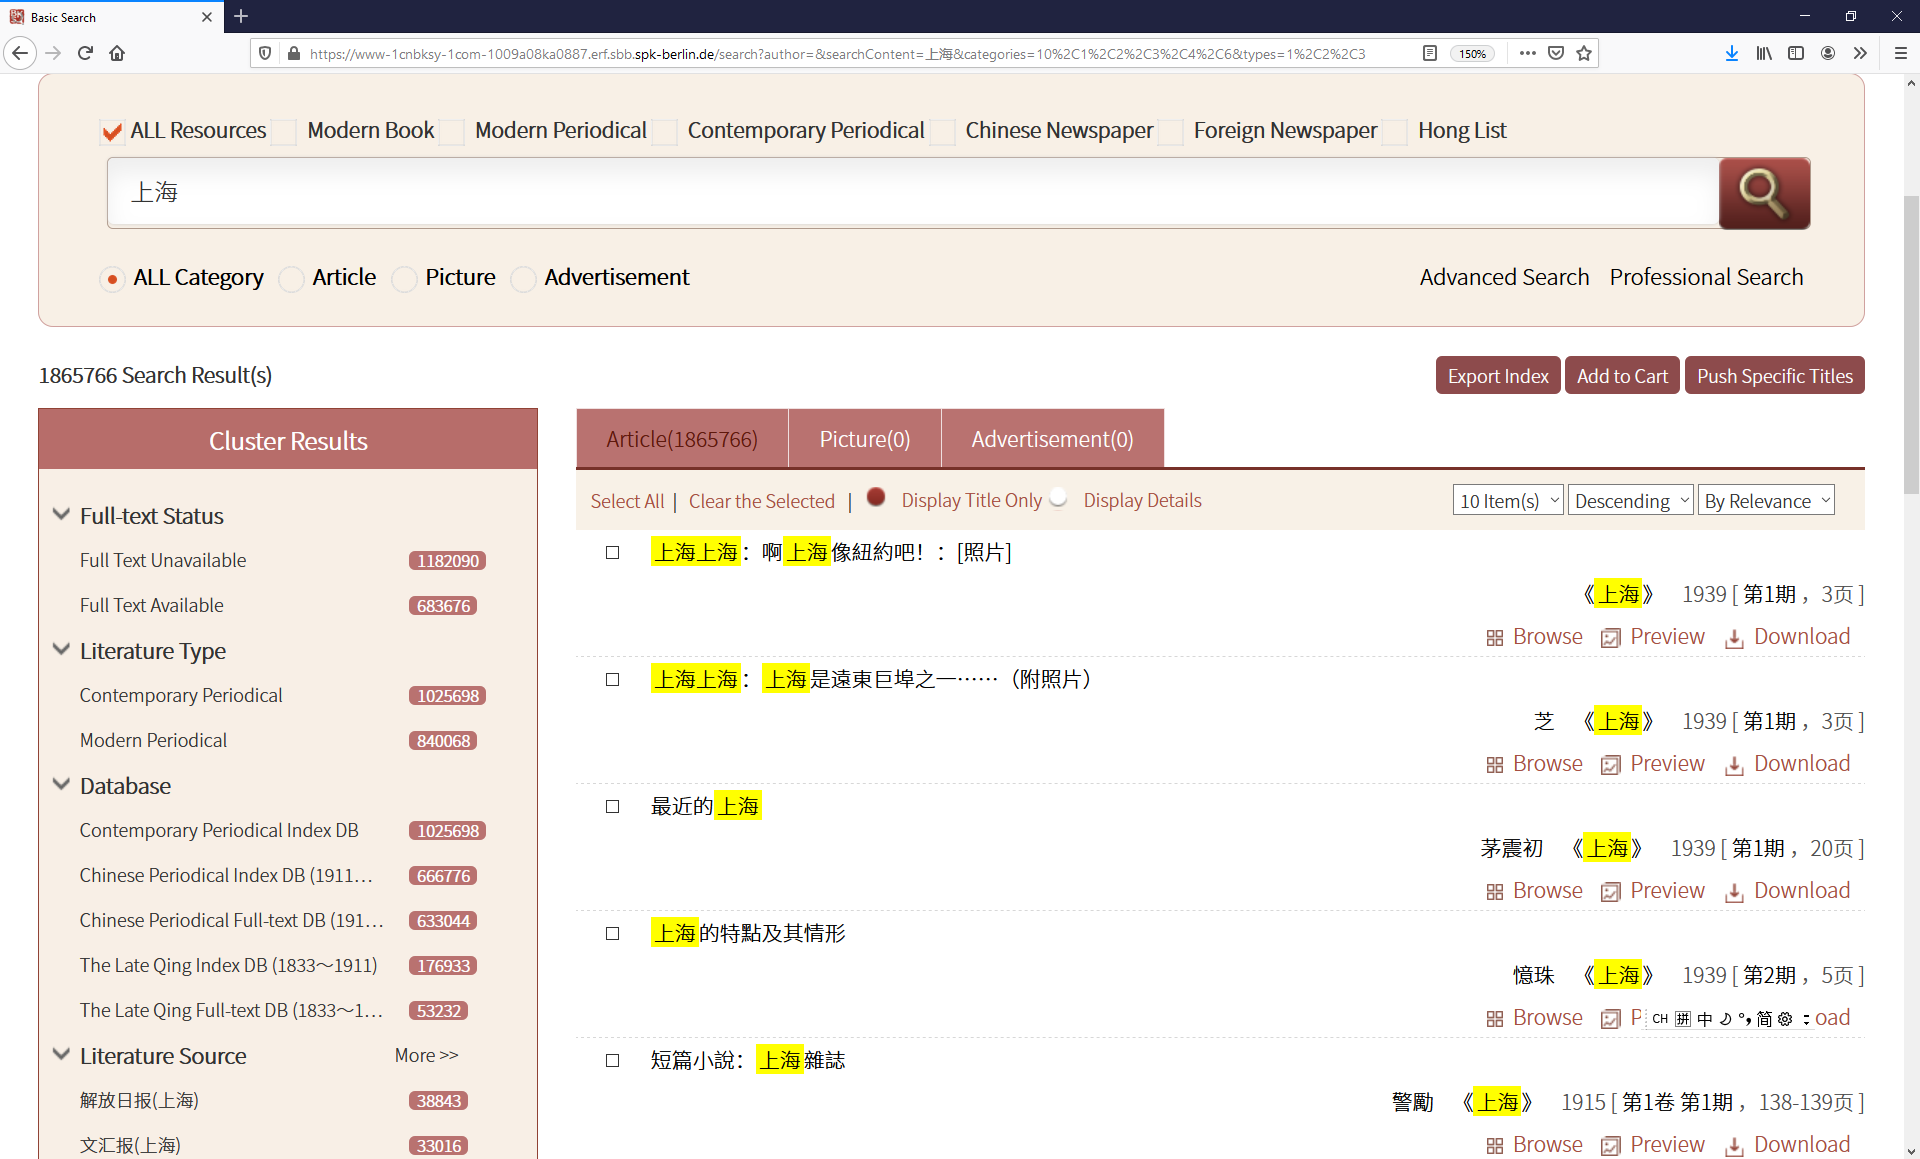 Basic Search
https://www-1cnbksy-1com-1009a08ka0887.erf.sbb.spk-berlin.de/search?author=&searchContent=上海&categories=10%2C1%2C2%2C3%2C4%2C6&types=1%2C2%2C3
150%
ALL Resources Modern Book Modern Periodical Contemporary Periodical Chinese Newspaper Foreign Newspaper Hong List
上海
ALL Category Article Picture Advertisement Advanced Search Professional Search
1865766 Search Result(s) Export Index Add to Cart Push Specific Titles
Cluster Results
Full-text Status
Full Text Unavailable 1182090
Full Text Available 683676
Literature Type
Contemporary Periodical 1025698
Modern Periodical 840068
Database
Contemporary Periodical Index DB 1025698
Chinese Periodical Index DB (1911… 666776
Chinese Periodical Full-text DB (191… 633044
The Late Qing Index DB (1833～1911) 176933
The Late Qing Full-text DB (1833～1… 53232
Literature Source More >>
解放日报(上海) 38843
文汇报(上海) 33016
Article(1865766) Picture(0) Advertisement(0)
Select All | Clear the Selected | Display Title Only Display Details 10 Item(s) Descending By Relevance
上海上海：啊上海像紐約吧！：[照片]
《上海》 1939 [ 第1期 ，3页 ]
Browse Preview Download
上海上海：上海是遠東巨埠之一……（附照片）
芝 《上海》 1939 [ 第1期 ，3页 ]
Browse Preview Download
最近的上海
茅震初 《上海》 1939 [ 第1期 ，20页 ]
Browse Preview Download
上海的特點及其情形
憶珠 《上海》 1939 [ 第2期 ，5页 ]
Browse P CH 拼 中 简 oad
短篇小說：上海雜誌
警勵 《上海》 1915 [ 第1卷 第1期 ，138-139页 ]
Browse Preview Download